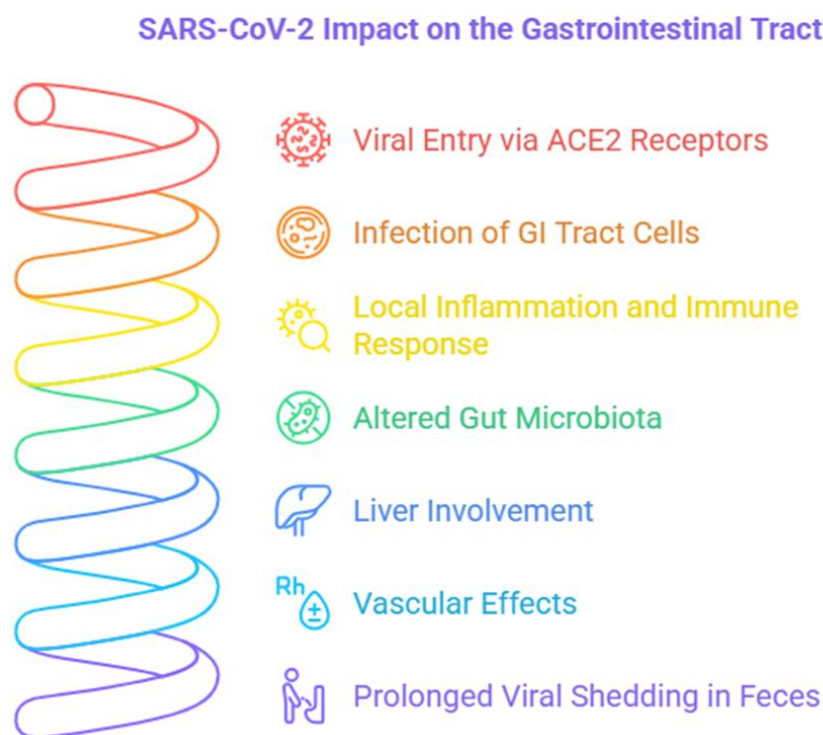 SARS-CoV-2 Impact on the Gastrointestinal Tract
Viral Entry via ACE2 Receptors
Infection of GI Tract Cells
Local Inflammation and Immune
Response
Altered Gut Microbiota
Liver Involvement
Rh
Vascular Effects
Prolonged Viral Shedding in Feces